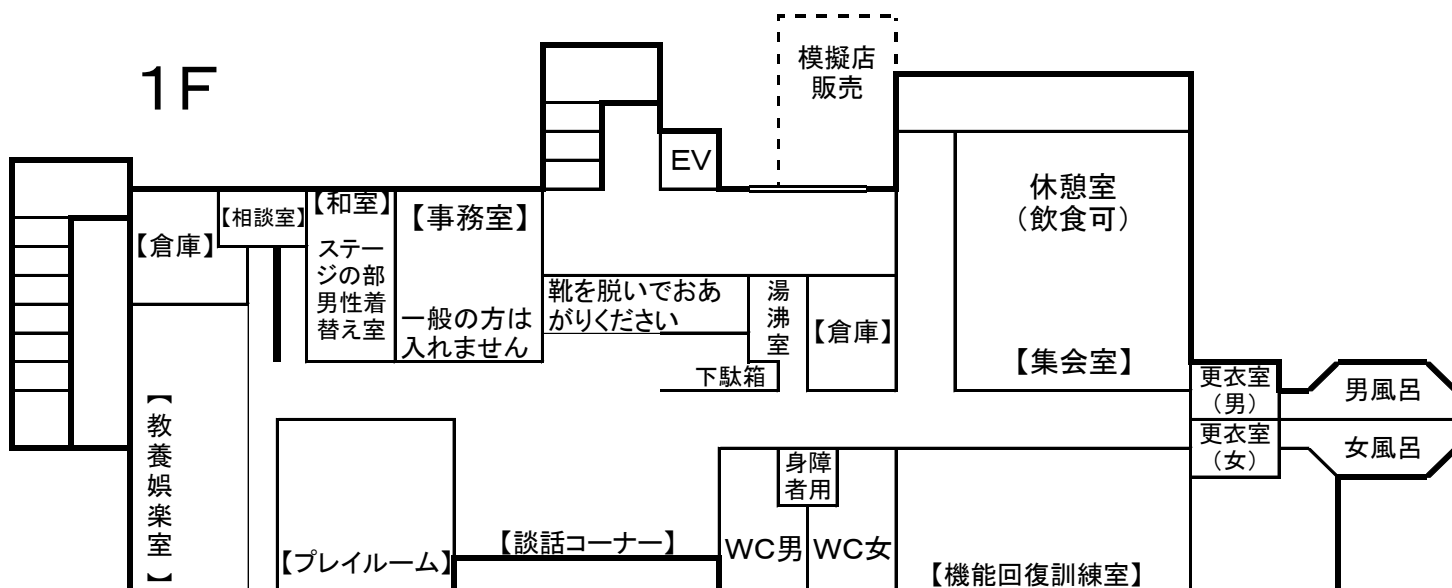 1F
模擬店
販売
EV
休憩室
(飲食可)
【相談室】
【和室】
【事務室】
【倉庫】
ステー
ジの部
男性着
替え室
一般の方は
入れません
靴を脱いでおあ
がりください
湯
沸
室
【倉庫】
【集会室】
下駄箱
更衣室
(男)
男風呂
更衣室
(女)
女風呂
【教養娯楽室】
身障
者用
【プレイルーム】
【談話コーナー】
WC男
WC女
【機能回復訓練室】